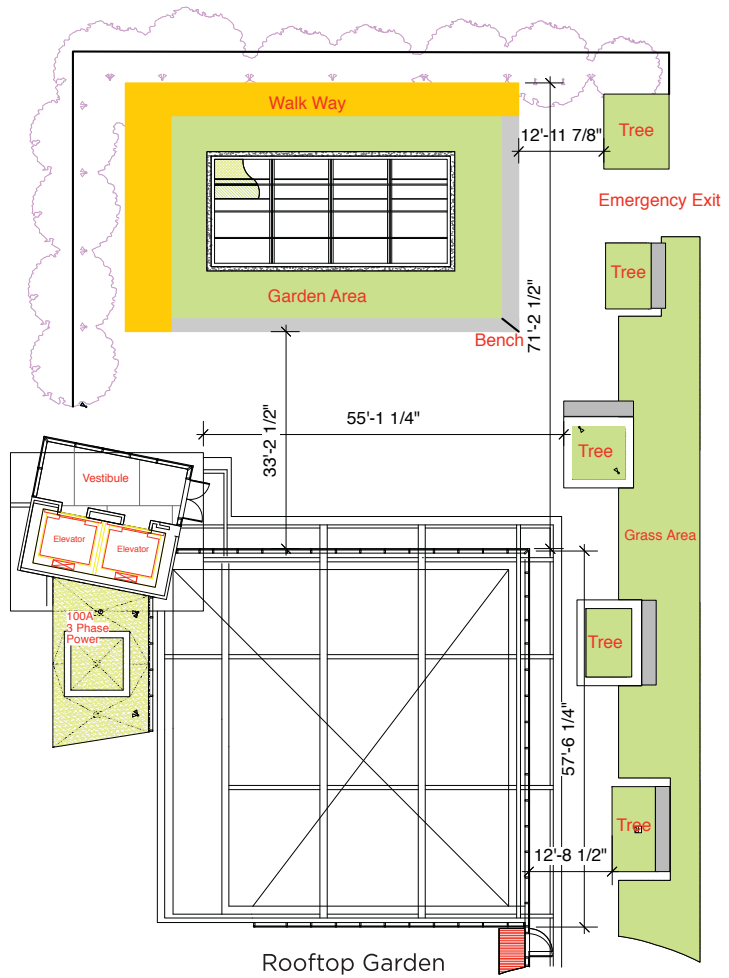 Walk Way
Tree
12'-11 7/8"
Emergency Exit
Tree
Garden Area
Bench
71'-2 1/2"
55'-1 1/4"
33'-2 1/2"
Tree
Vestibule
Elevator
Elevator
Grass Area
100A-
3 Phase
Power
Tree
57'-6 1/4"
Tree
12'-8 1/2"
Rooftop Garden